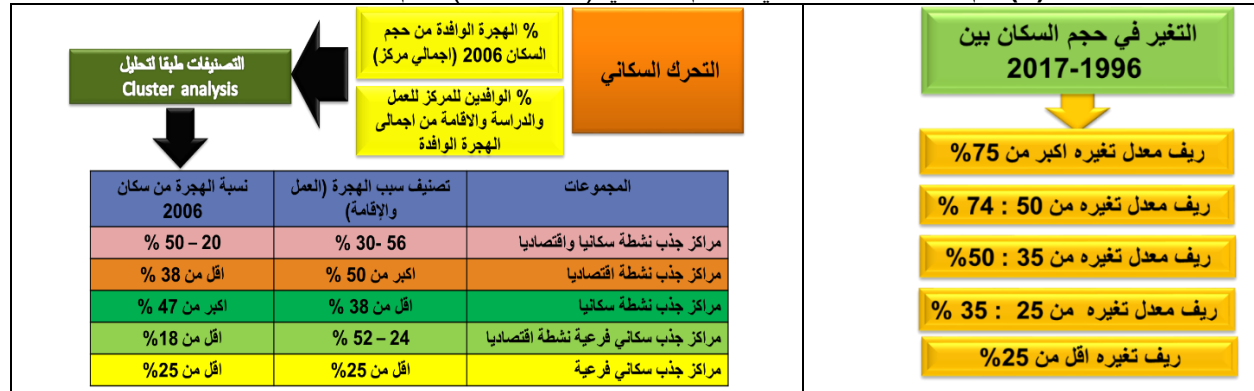 التغير في حجم السكان بين
2017-1996
ريف معدل تغيره اكبر من 75%
ريف معدل تغيره من 50 : 74 %
ريف معدل تغيره من 35 : 50%
ريف معدل تغيره من 25 : 35 %
ريف تغيره اقل من 25%
التحرك السكاني
% الهجرة الوافدة من حجم
السكان 2006 (اجمالي مركز)
% الوافدين للمركز للعمل
والدراسة والاقامة من اجمالى
الهجرة الوافدة
التصنيفات طبقا لتحليل
Cluster analysis
المجموعات تصنيف سبب الهجرة (العمل نسبة الهجرة من سكان
والإقامة) 2006
مراكز جذب نشطة سكانيا واقتصاديا 56 -30 % 20 – 50 %
مراكز جذب نشطة اقتصاديا اكبر من 50 % اقل من 38 %
مراكز جذب نشطة سكانيا اقل من 38 % اكبر من 47 %
مراكز جذب سكاني فرعية نشطة اقتصاديا 24 – 52 % اقل من 18%
مراكز جذب سكاني فرعية اقل من 25% اقل من 25%